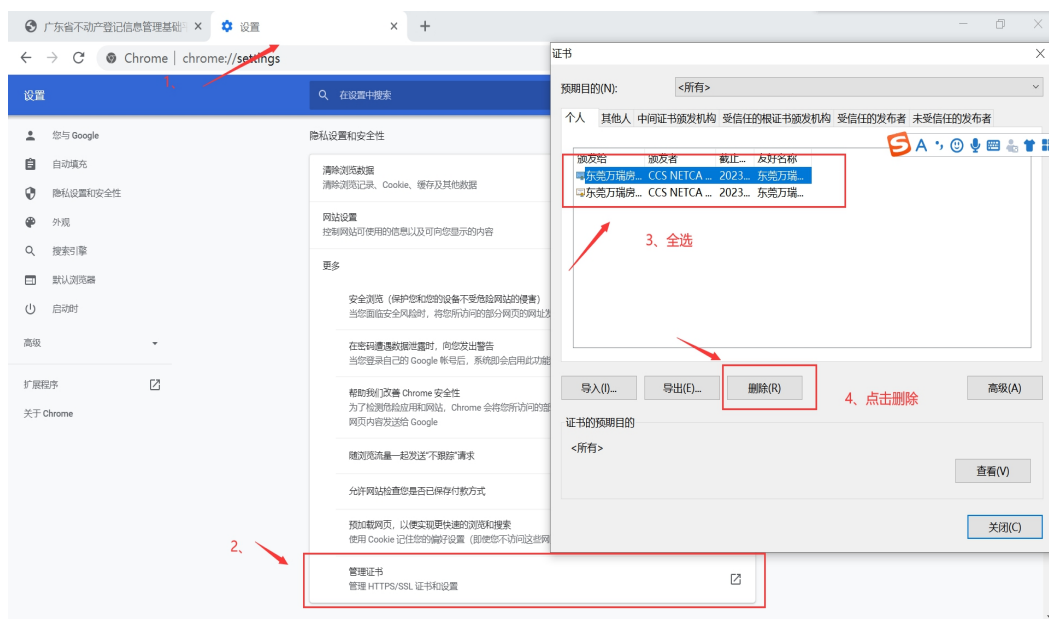 广东省不动产登记信息管理基础
设置
Chrome | chrome://settings
1、
设置
在设置中搜索
您与 Google
自动填充
隐私设置和安全性
外观
搜索引擎
默认浏览器
启动时
高级
扩展程序
关于 Chrome
隐私设置和安全性
清除浏览数据
清除浏览记录、Cookie、缓存及其他数据
网站设置
控制网站可使用的信息以及可向您显示的内容
更多
安全浏览（保护您和您的设备不受危险网站的侵害）
当您面临安全风险时，将您所访问的部分网页的网址发
在密码遭遇数据泄露时，向您发出警告
当您登录自己的 Google 帐号后，系统即会启用此功能
帮助我们改善 Chrome 安全性
为了检测危险应用和网站，Chrome 会将您所访问的部
网页内容发送给 Google
随浏览流量一起发送"不跟踪"请求
允许网站检查您是否已保存付款方式
预加载网页，以便实现更快速的浏览和搜索
使用 Cookie 记住您的偏好设置（即使您不访问这些网
2、
管理证书
管理 HTTPS/SSL 证书和设置
证书
预期目的(N):
<所有>
个人 其他人 中间证书颁发机构 受信任的根证书颁发机构 受信任的发布者 未受信任的发布者
颁发给 颁发者 截止... 友好名称
东莞万瑞房... CCS NETCA ... 2023... 东莞万瑞...
东莞万瑞房... CCS NETCA ... 2023... 东莞万瑞...
3、全选
导入(I)... 导出(E)... 删除(R) 高级(A)
4、点击删除
证书的预期目的
<所有>
查看(V)
关闭(C)